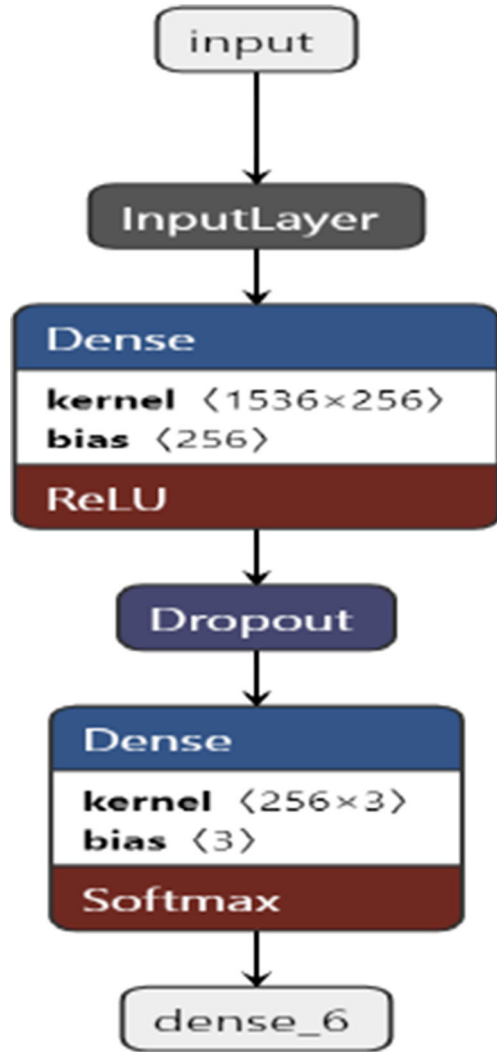 input
InputLayer
Dense
kernel 〈1536×256〉
bias 〈256〉
ReLU
Dropout
Dense
kernel 〈256×3〉
bias 〈3〉
Softmax
dense_6